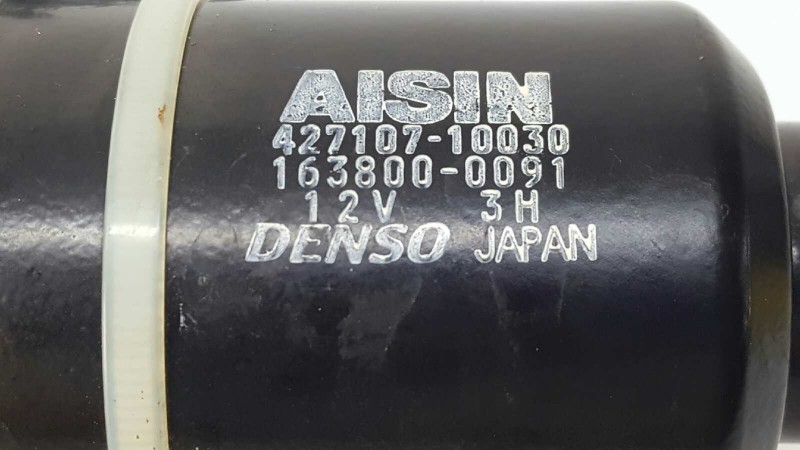 AISIN
427107-10030
163800-0091
12V 3H
DENSO JAPAN